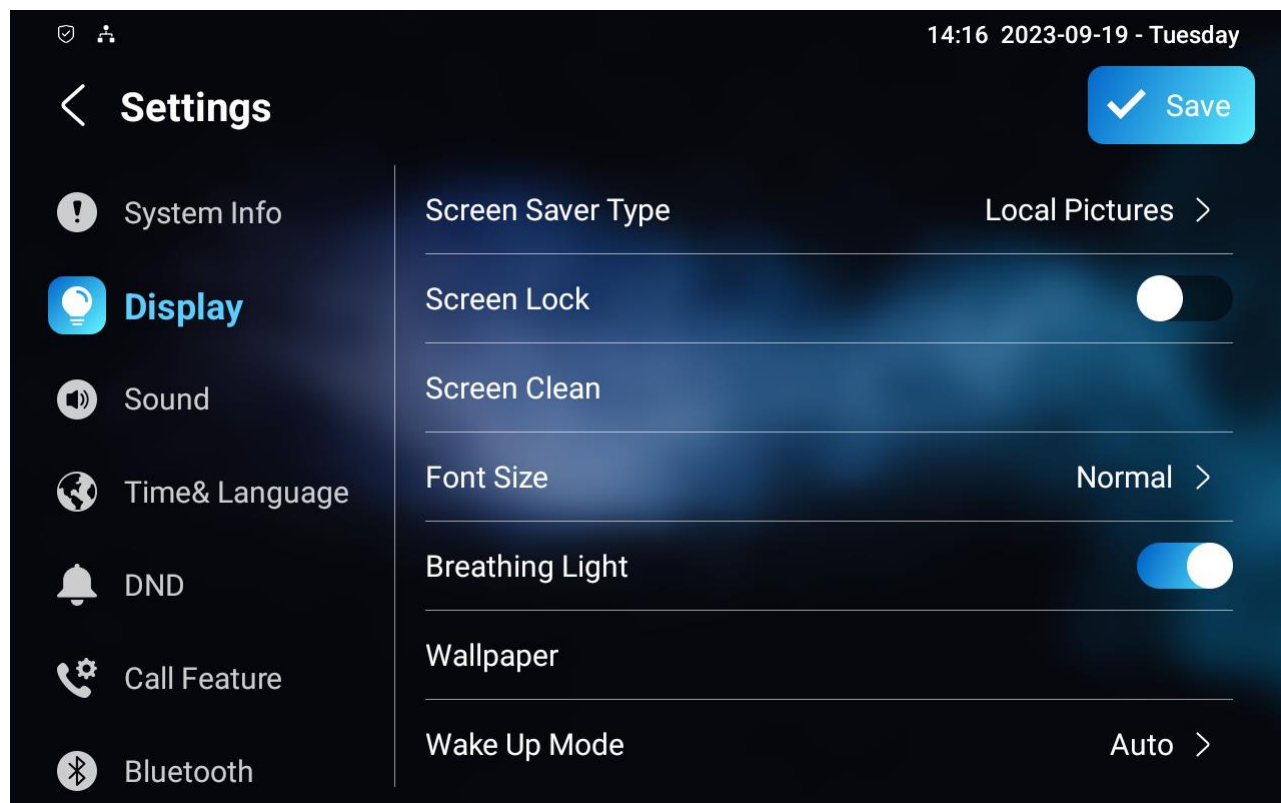 14:16 2023-09-19 - Tuesday
Settings
Save
System Info
Display
Sound
Time& Language
DND
Call Feature
Bluetooth
Screen Saver Type Local Pictures
Screen Lock
Screen Clean
Font Size Normal
Breathing Light
Wallpaper
Wake Up Mode Auto